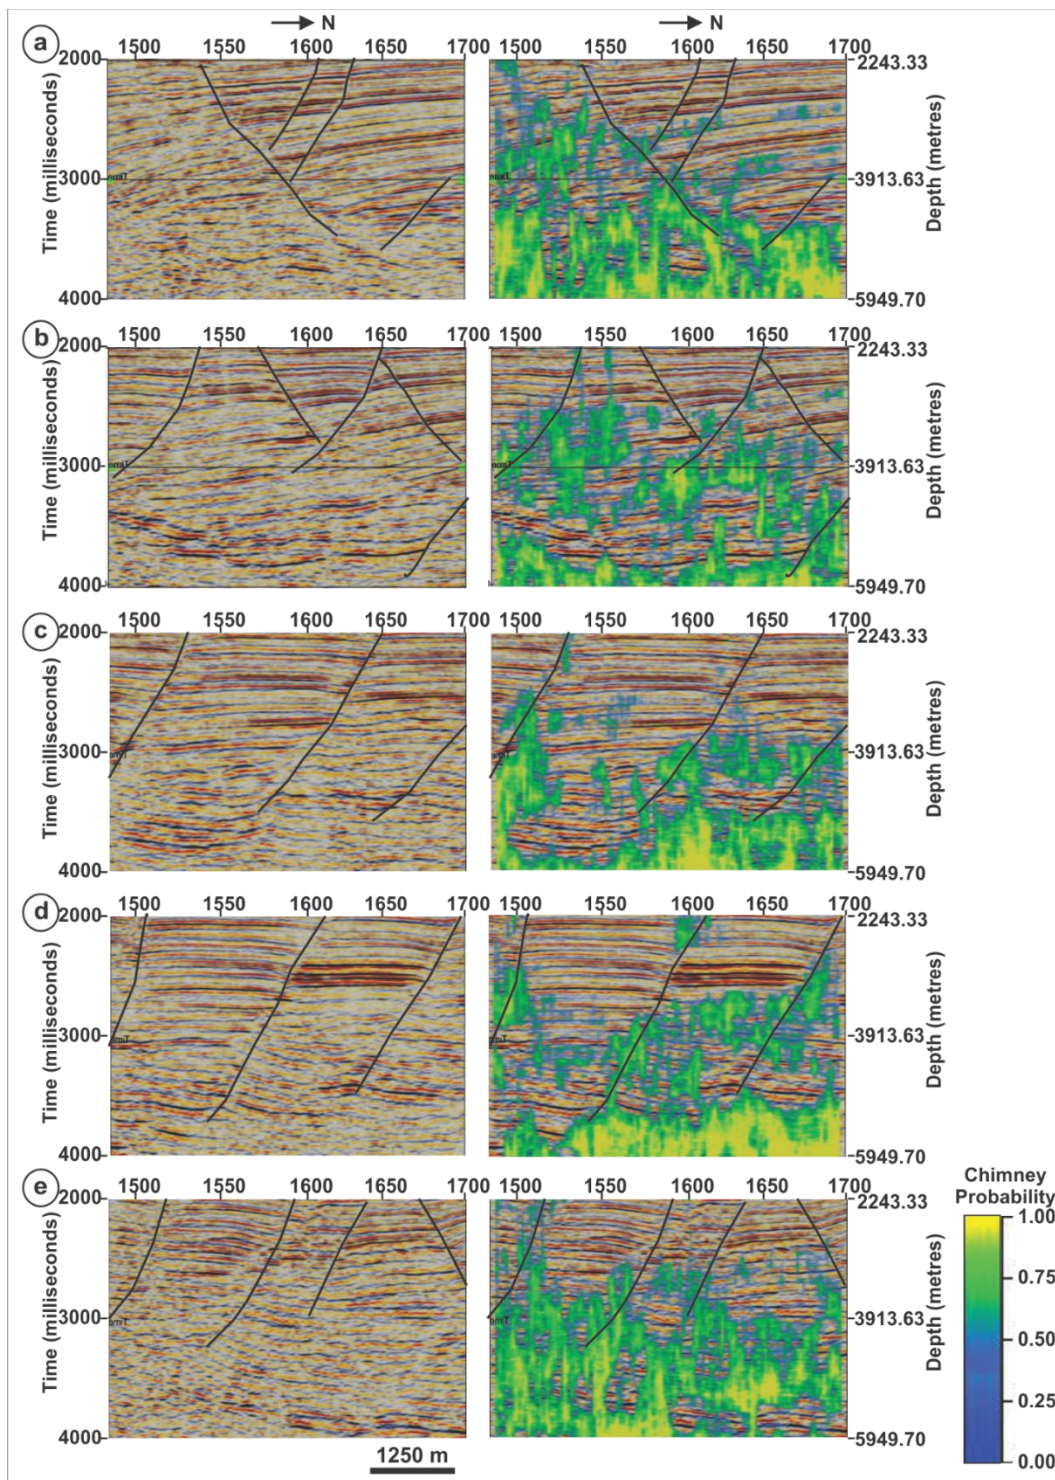 N N
a 1500 1550 1600 1650 1700 1500 1550 1600 1650 1700
2000 2243.33
Time (milliseconds) Depth (metres)
3000 3913.63
4000 5949.70
b 1500 1550 1600 1650 1700 1500 1550 1600 1650 1700
2000 2243.33
Time (milliseconds) Depth (metres)
3000 3913.63
4000 5949.70
c 1500 1550 1600 1650 1700 1500 1550 1600 1650 1700
2000 2243.33
Time (milliseconds) Depth (metres)
3000 3913.63
4000 5949.70
d 1500 1550 1600 1650 1700 1500 1550 1600 1650 1700
2000 2243.33
Time (milliseconds) Depth (metres)
3000 3913.63
4000 5949.70
e 1500 1550 1600 1650 1700 1500 1550 1600 1650 1700
2000 2243.33
Time (milliseconds) Depth (metres)
3000 3913.63
4000 5949.70
1250 m
Chimney
Probability
1.00
0.75
0.50
0.25
0.00